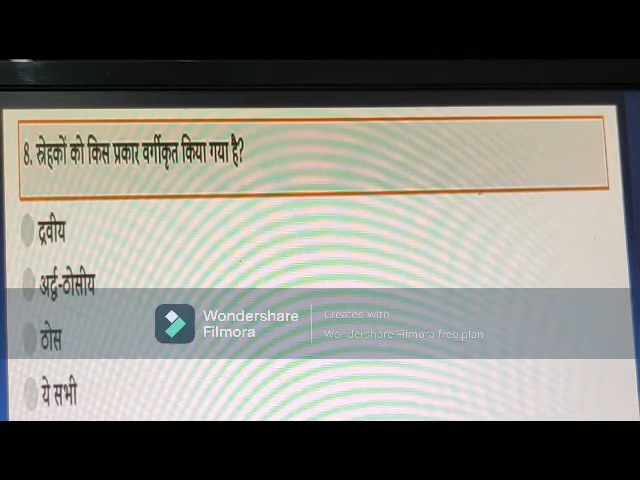 8. स्नेहकों को किस प्रकार वर्गीकृत किया गया है?
द्रवीय
अर्द्ध-ठोसीय
Wondershare Filmora
Created with
Wondershare Filmora free plan
ठोस
ये सभी